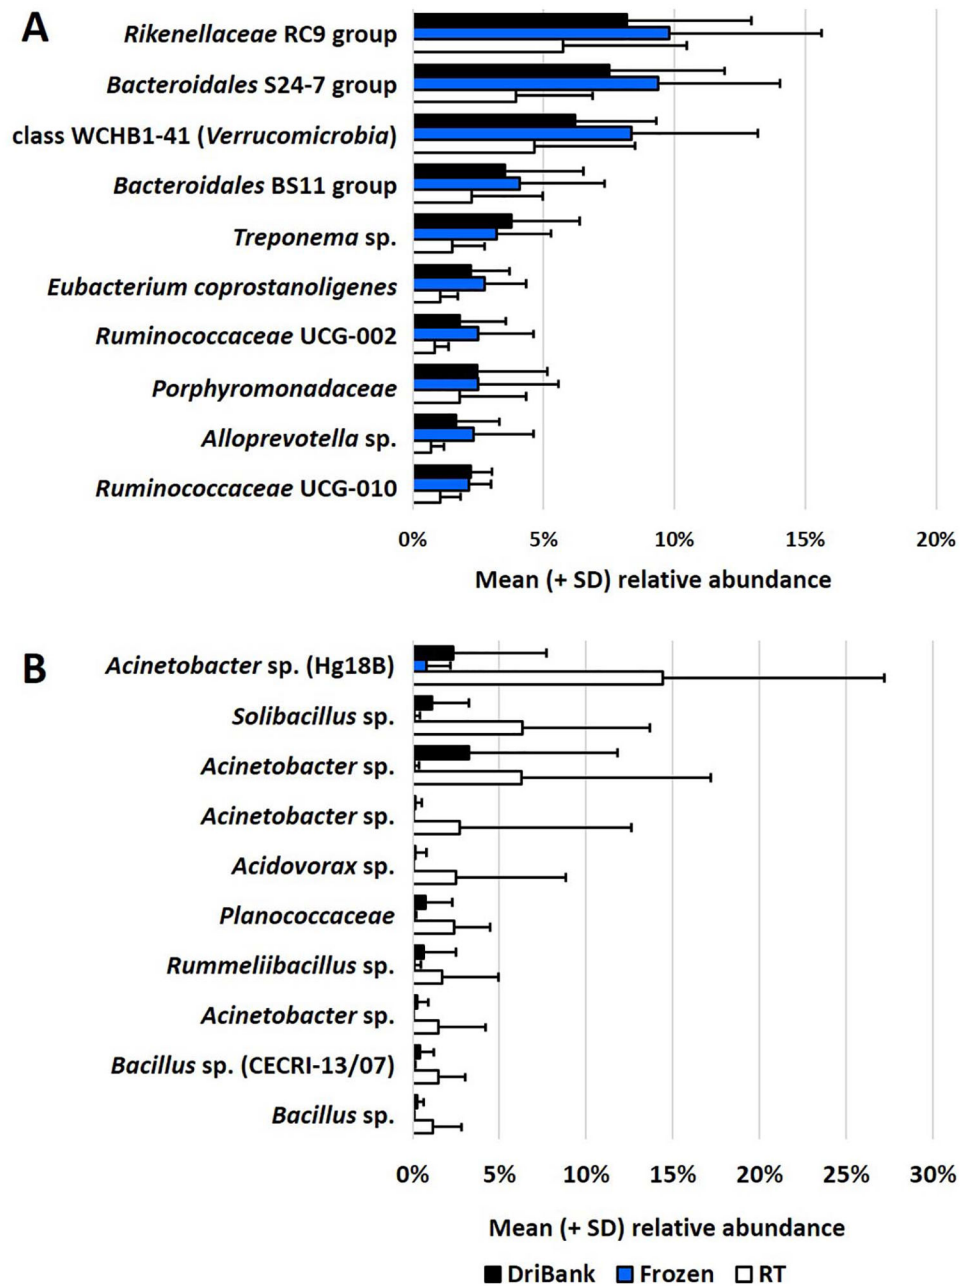 A
Rikenellaceae RC9 group
Bacteroidales S24-7 group
class WCHB1-41 (Verrucomicrobia)
Bacteroidales BS11 group
Treponema sp.
Eubacterium coprostanoligenes
Ruminococcaceae UCG-002
Porphyromonadaceae
Alloprevotella sp.
Ruminococcaceae UCG-010
0% 5% 10% 15% 20%
Mean (+ SD) relative abundance
B
Acinetobacter sp. (Hg18B)
Solibacillus sp.
Acinetobacter sp.
Acinetobacter sp.
Acidovorax sp.
Planococcaceae
Rummeliibacillus sp.
Acinetobacter sp.
Bacillus sp. (CECRI-13/07)
Bacillus sp.
0% 5% 10% 15% 20% 25% 30%
Mean (+ SD) relative abundance
DriBank Frozen RT